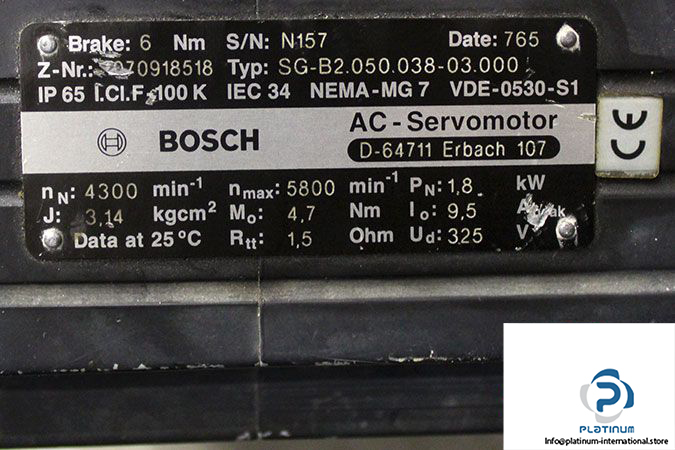 Brake: 6 Nm S/N: N157 Date: 765
Z-Nr.: 1070918518 Typ: SG-B2.050.038-03.000
IP 65 I.Cl.F 100 K IEC 34 NEMA-MG 7 VDE-0530-S1
BOSCH AC-Servomotor
D-64711 Erbach 107
CE
nN: 4300 min-1 nmax: 5800 min-1 PN: 1,8 kW
J: 3,14 kgcm2 Mo: 4,7 Nm Io: 9,5
Data at 25 °C Rtt: 1,5 Ohm Ud: 325 V
PLATINUM
Info@platinum-international.store